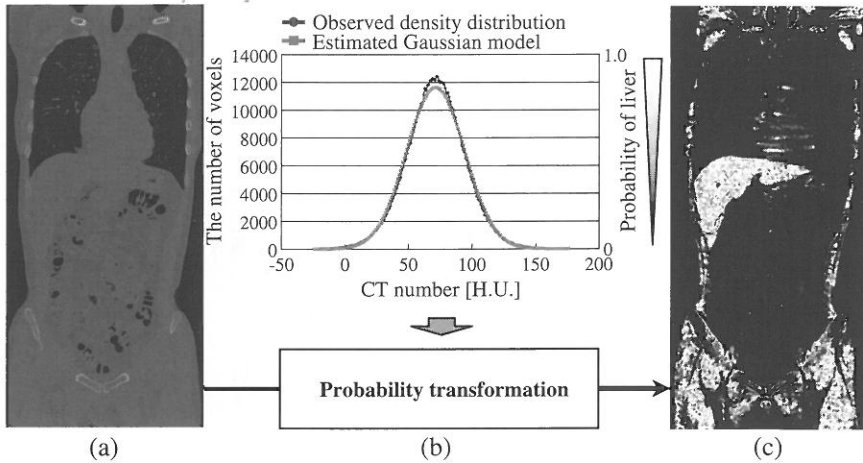 Observed density distribution
Estimated Gaussian model
14000
12000
10000
8000
6000
4000
2000
0
The number of voxels
-50 0 50 100 150 200
CT number [H.U.]
1.0
0
Probability of liver
Probability transformation
(a) (b) (c)